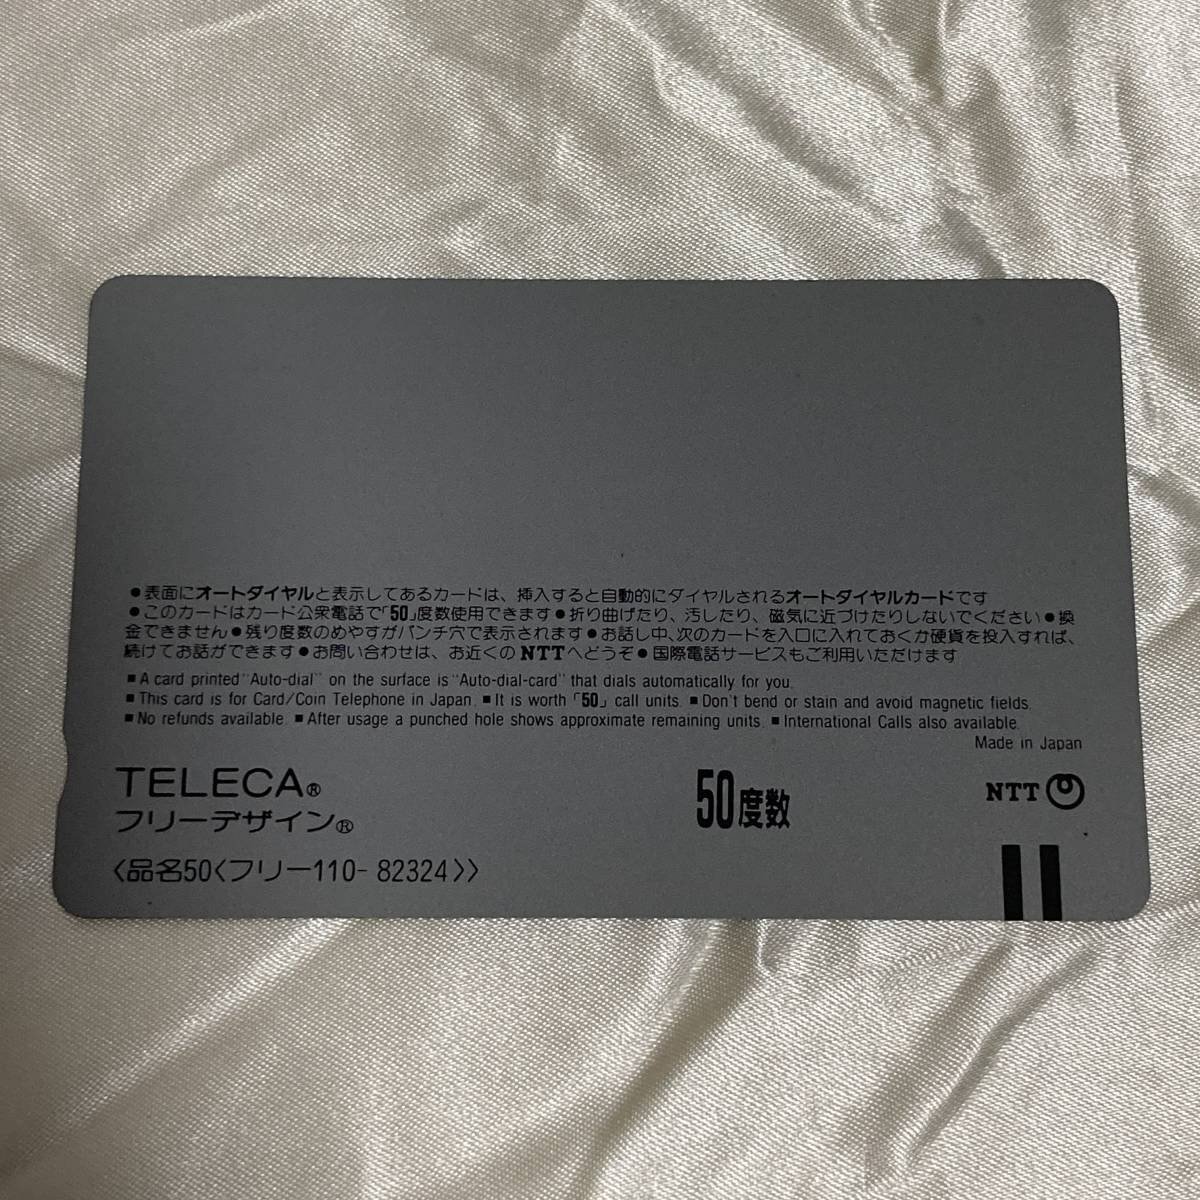 ●表面にオートダイヤルと表示してあるカードは、挿入すると自動的にダイヤルされるオートダイヤルカードです
●このカードはカード公衆電話で「50」度数使用できます●折り曲げたり、汚したり、磁気に近づけたりしないでください●換
金できません●残り度数のめやすがパンチ穴で表示されます●お話し中、次のカードを入口に入れておくか硬貨を投入すれば、
続けてお話ができます●お問い合わせは、お近くのNTTへどうぞ●国際電話サービスもご利用いただけます
■A card printed "Auto-dial" on the surface is "Auto-dial-card" that dials automatically for you.
■This card is for Card/Coin Telephone in Japan. ■It is worth「50」call units. ■Don't bend or stain and avoid magnetic fields.
■No refunds available. ■After usage a punched hole shows approximate remaining units. ■International Calls also available.
Made in Japan
TELECA®
フリーデザイン®
50度数
NTT
〈品名50〈フリー110-82324〉〉